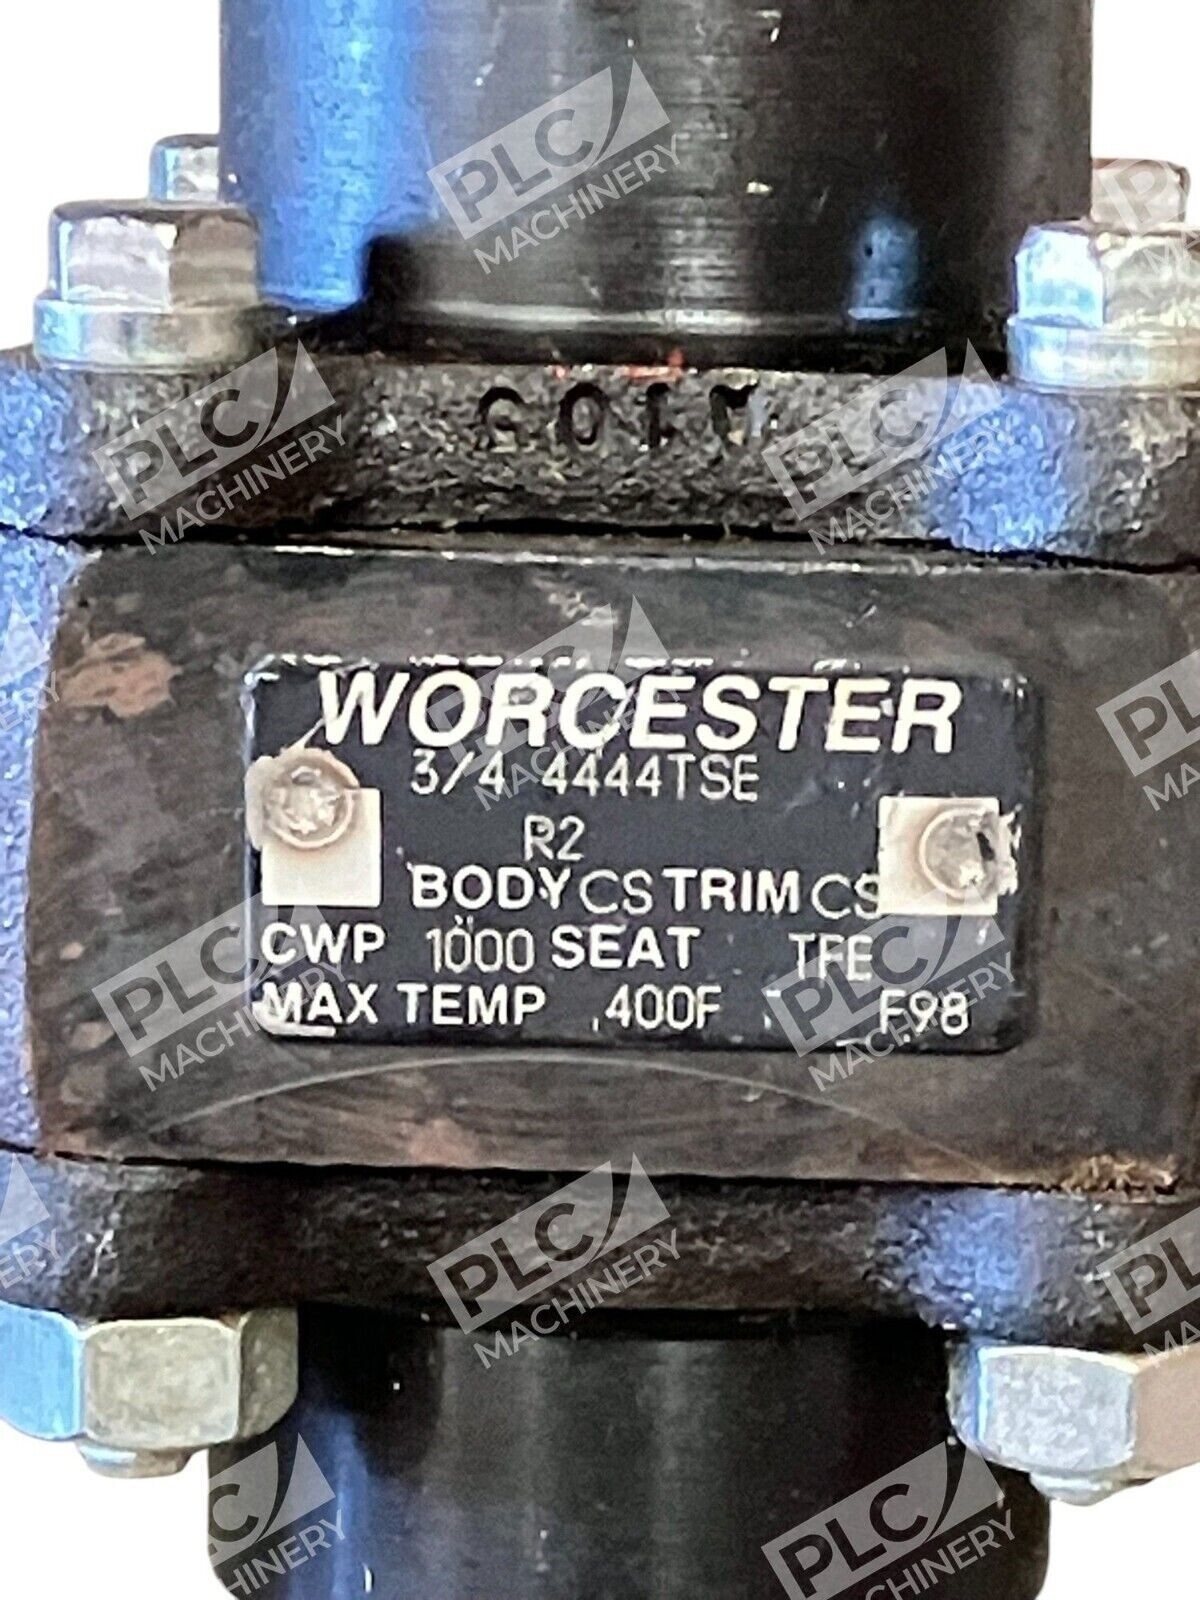 PLC MACHINERY
A105
WORCESTER
3/4 4444TSE
R2
BODY CS TRIM CS
CWP 1000 SEAT TFE
MAX TEMP 400F F98